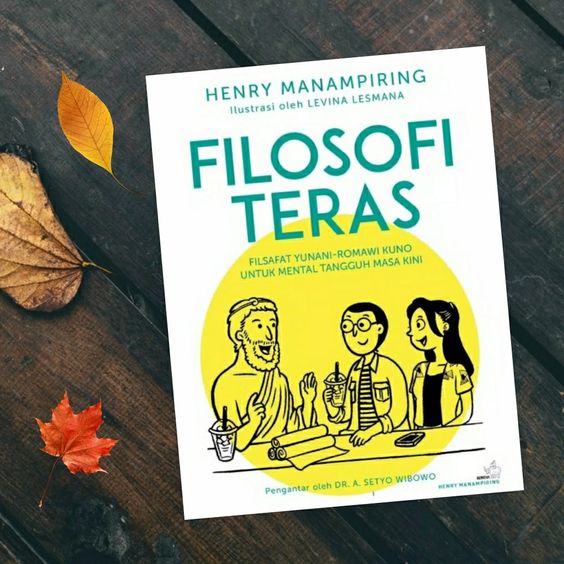 HENRY MANAMPIRING
Ilustrasi oleh LEVINA LESMANA
FILOSOFI
TERAS
FILSAFAT YUNANI-ROMAWI KUNO
UNTUK MENTAL TANGGUH MASA KINI
Pengantar oleh DR. A. SETYO WIBOWO
HENRY MANAMPIRING